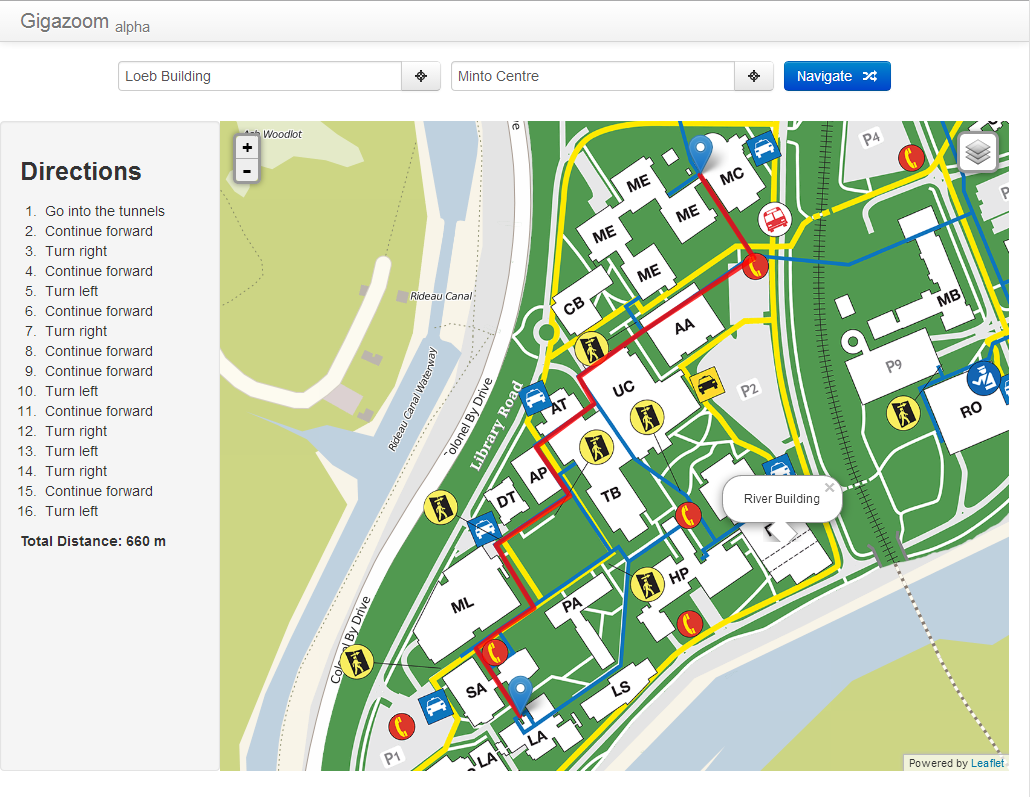 Gigazoom alpha
Loeb Building
Minto Centre
Navigate
Directions
1. Go into the tunnels
2. Continue forward
3. Turn right
4. Continue forward
5. Turn left
6. Continue forward
7. Turn right
8. Continue forward
9. Continue forward
10. Turn left
11. Continue forward
12. Turn right
13. Turn left
14. Turn right
15. Continue forward
16. Turn left
Total Distance: 660 m
+
-
Woodlot
P4
MC
ME
ME
ME
ME
P
Rideau Canal
CB
AA
MB
P9
UC
P2
RO
AT
Library Road
Rideau Canal Waterway
olonel By Drive
AP
DT
TB
River Building
×
HP
ML
PA
Drive
SA
LS
LA
LA
P1
Powered by Leaflet